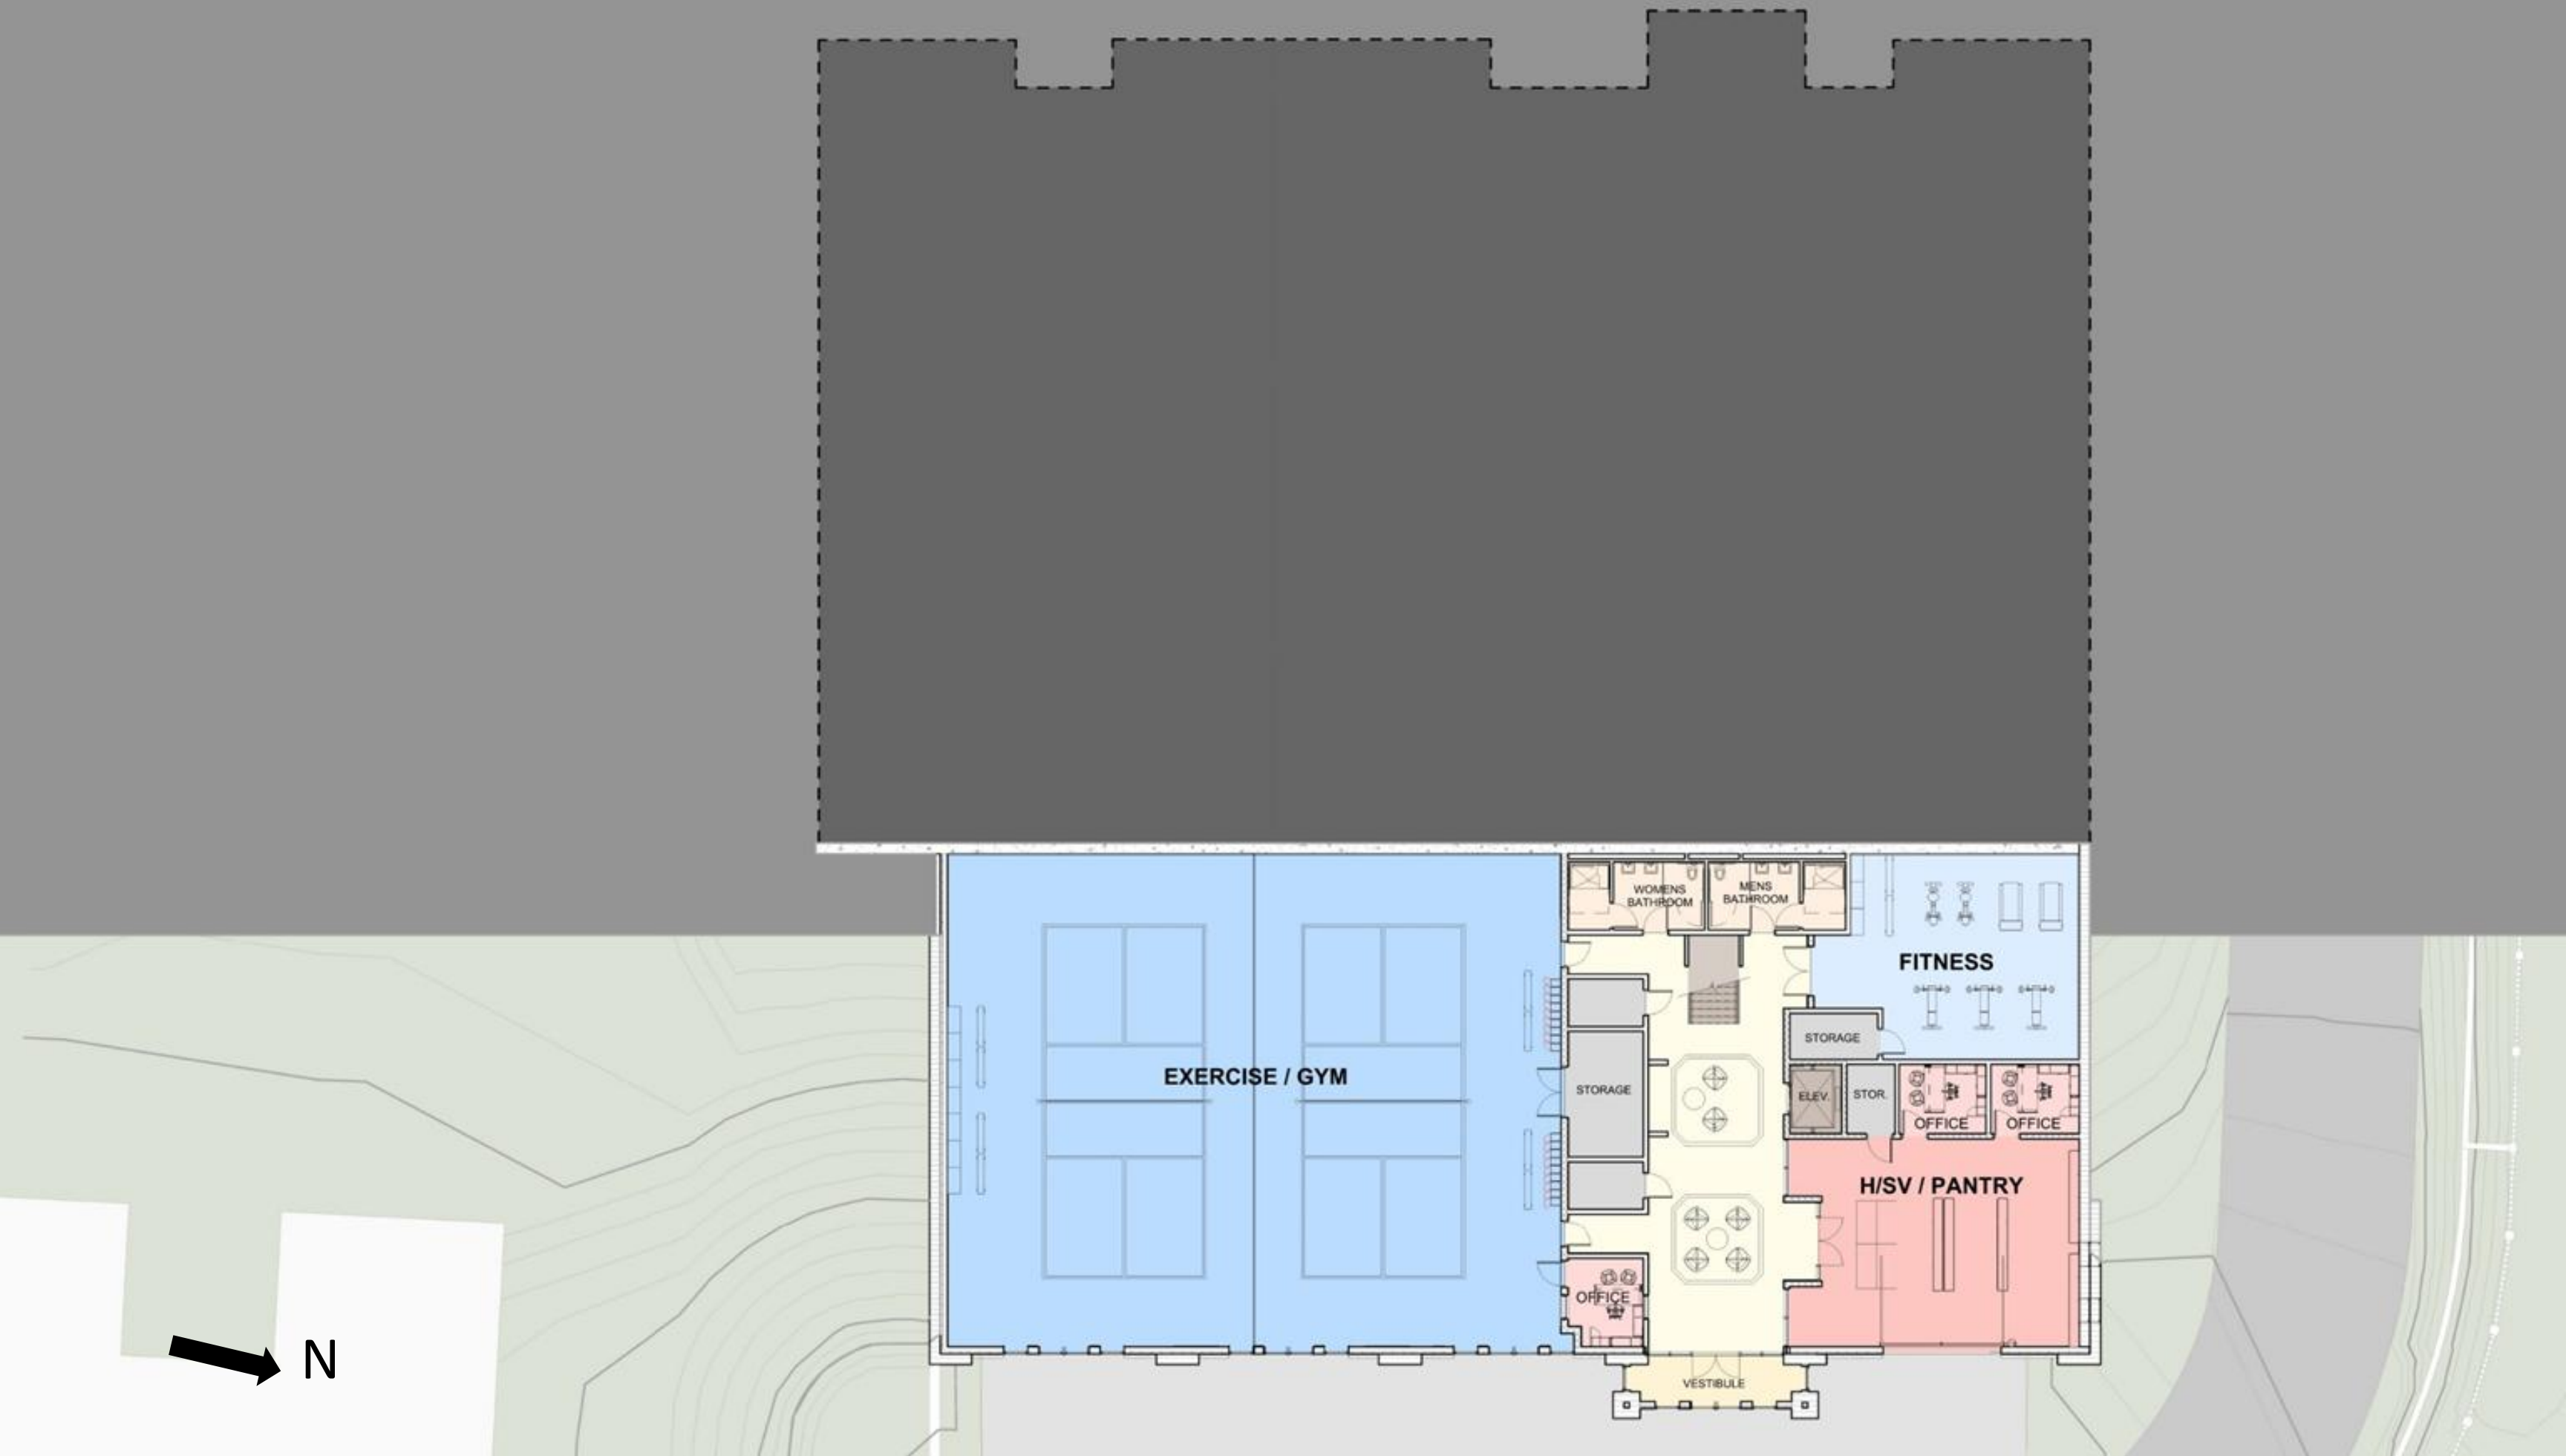 WOMENS
BATHROOM
MENS
BATHROOM
FITNESS
STORAGE
EXERCISE / GYM
STORAGE
ELEV.
STOR.
OFFICE
OFFICE
H/SV / PANTRY
OFFICE
N
VESTIBULE